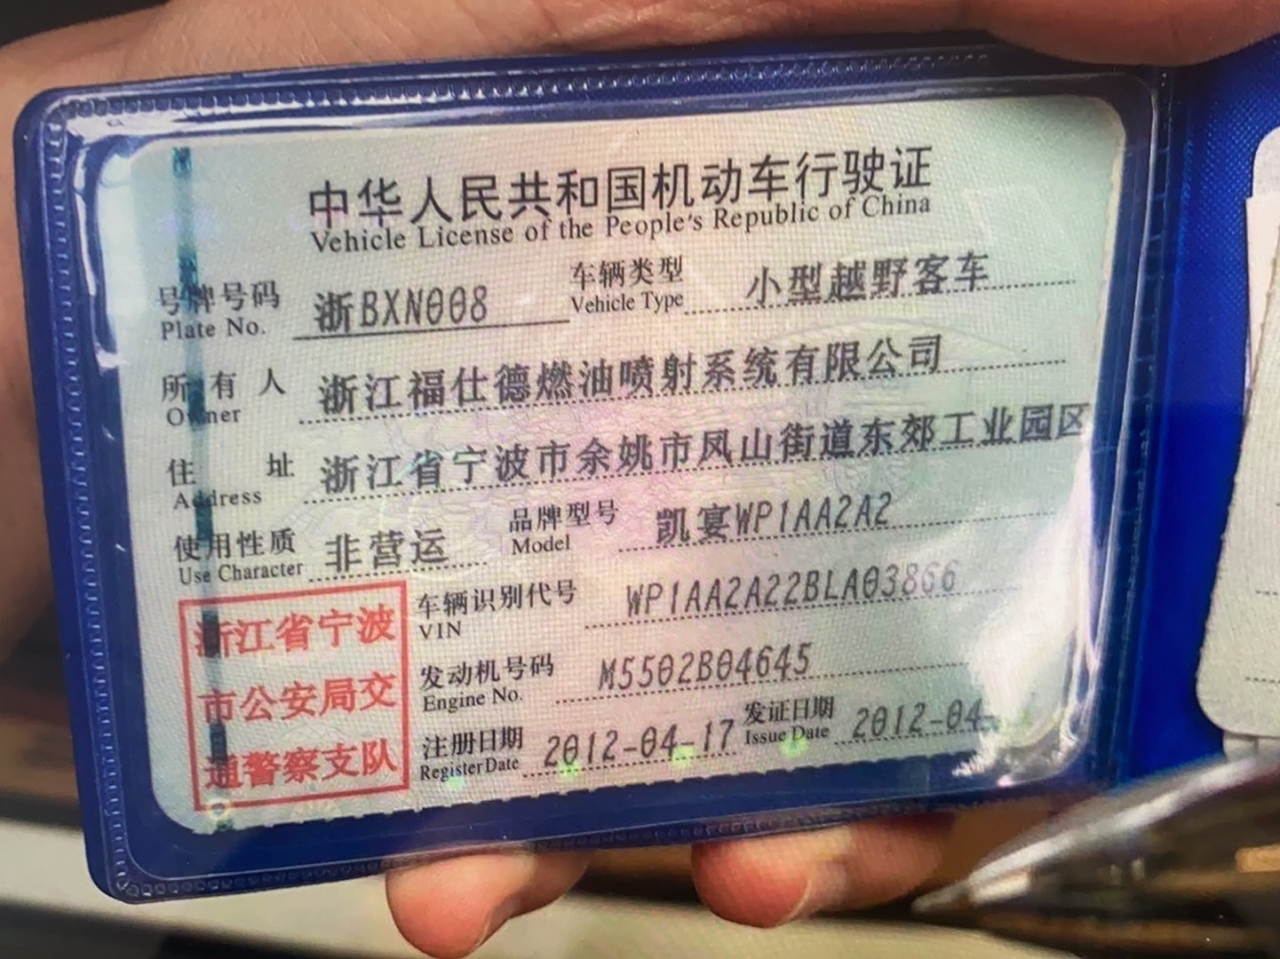 中华人民共和国机动车行驶证
Vehicle License of the People's Republic of China
号牌号码 浙BXN008 车辆类型 小型越野客车
Plate No. Vehicle Type
所有人 浙江福仕德燃油喷射系统有限公司
Owner
住址 浙江省宁波市余姚市凤山街道东郊工业园区
Address
使用性质 非营运 品牌型号 凯宴WP1AA2A2
Use Character Model
浙江省宁波市公安局交通警察支队
车辆识别代号 WP1AA2A22BLA03866
VIN
发动机号码 M5502B04645
Engine No.
注册日期 2012-04-17 发证日期 2012-04-
Register Date Issue Date